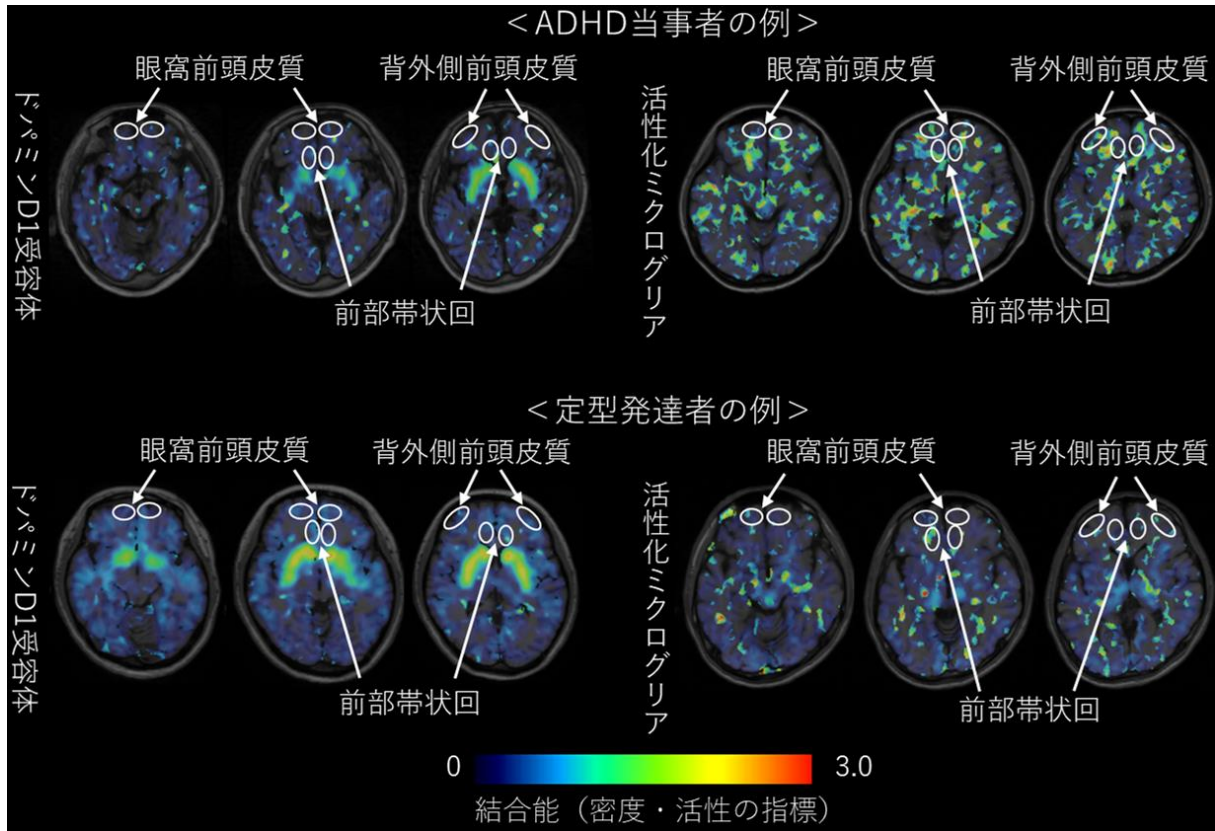 ＜ADHD当事者の例＞
眼窩前頭皮質
背外側前頭皮質
ドパミンD1受容体
前部帯状回
眼窩前頭皮質
背外側前頭皮質
活性化ミクログリア
前部帯状回
＜定型発達者の例＞
眼窩前頭皮質
背外側前頭皮質
ドパミンD1受容体
前部帯状回
眼窩前頭皮質
背外側前頭皮質
活性化ミクログリア
前部帯状回
0
3.0
結合能（密度・活性の指標）